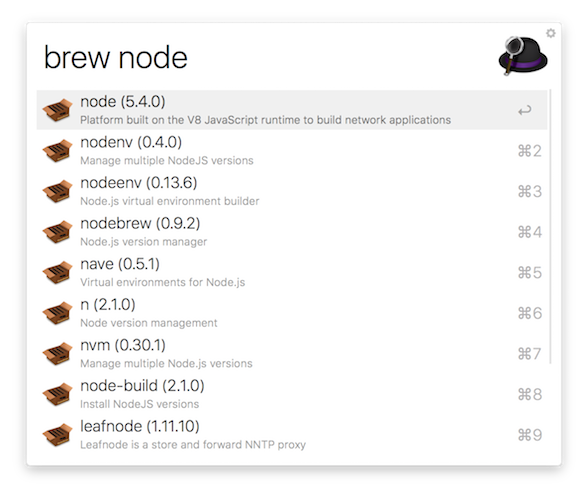 brew node
node (5.4.0)
Platform built on the V8 JavaScript runtime to build network applications
↩
nodenv (0.4.0)
Manage multiple NodeJS versions
⌘2
nodeenv (0.13.6)
Node.js virtual environment builder
⌘3
nodebrew (0.9.2)
Node.js version manager
⌘4
nave (0.5.1)
Virtual environments for Node.js
⌘5
n (2.1.0)
Node version management
⌘6
nvm (0.30.1)
Manage multiple Node.js versions
⌘7
node-build (2.1.0)
Install NodeJS versions
⌘8
leafnode (1.11.10)
Leafnode is a store and forward NNTP proxy
⌘9